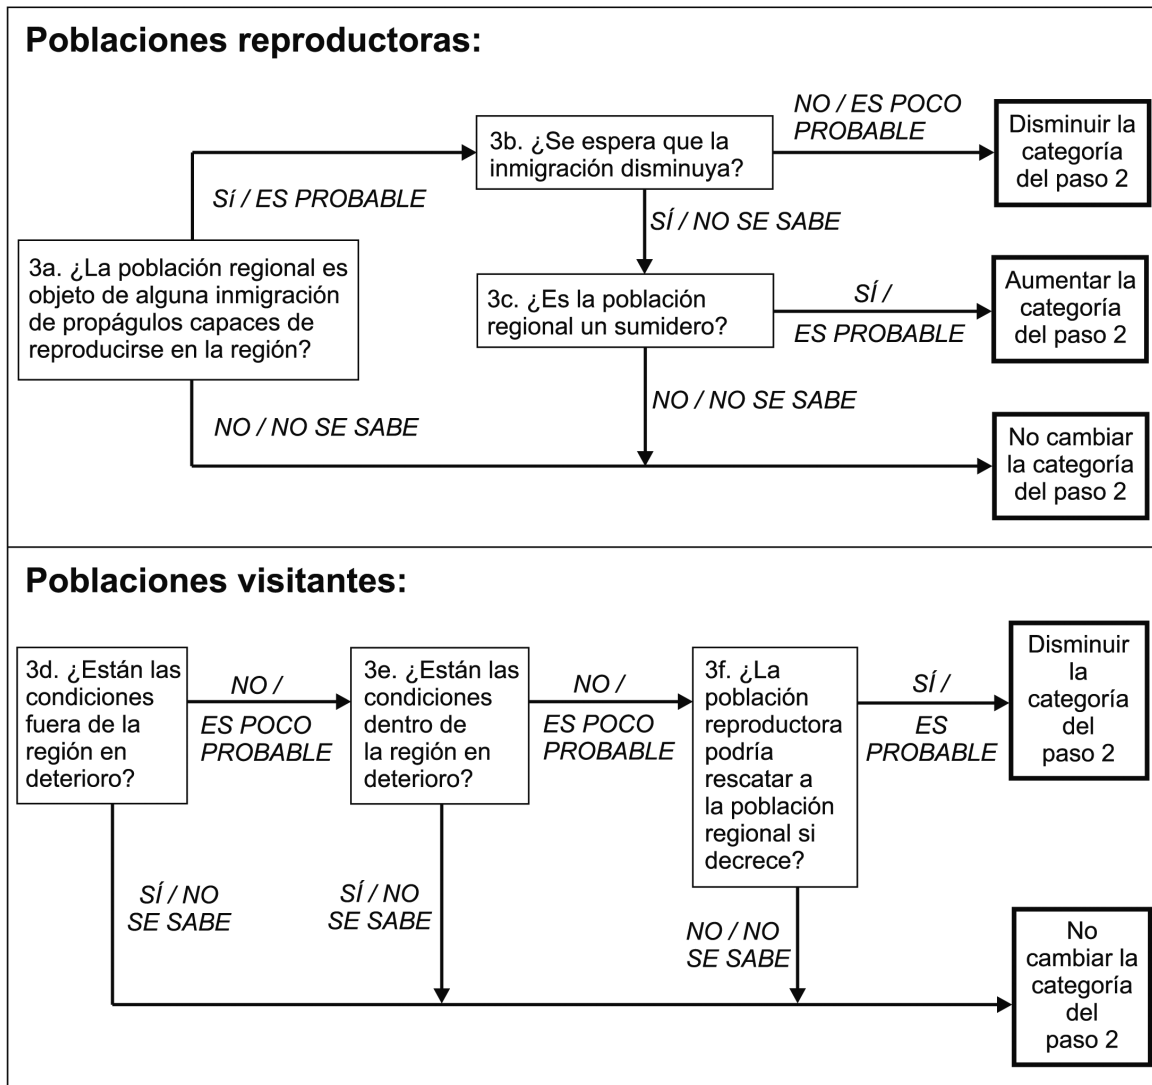 Poblaciones reproductoras:
NO / ES POCO
PROBABLE
Disminuir la
categoría
del paso 2
3b. ¿Se espera que la
inmigración disminuya?
Sí / ES PROBABLE
SÍ / NO SE SABE
3a. ¿La población regional es
objeto de alguna inmigración
de propágulos capaces de
reproducirse en la región?
3c. ¿Es la población
regional un sumidero?
SÍ /
ES PROBABLE
Aumentar la
categoría
del paso 2
NO / NO SE SABE
NO / NO SE SABE
No cambiar
la categoría
del paso 2
Poblaciones visitantes:
3d. ¿Están las
condiciones
fuera de la
región en
deterioro?
NO /
ES POCO
PROBABLE
3e. ¿Están las
condiciones
dentro de
la región en
deterioro?
NO /
ES POCO
PROBABLE
3f. ¿La
población
reproductora
podría
rescatar a
la población
regional si
decrece?
SÍ /
ES
PROBABLE
Disminuir
la
categoría
del
paso 2
SÍ / NO
SE SABE
SÍ / NO
SE SABE
NO / NO
SE SABE
No
cambiar la
categoría
del
paso 2